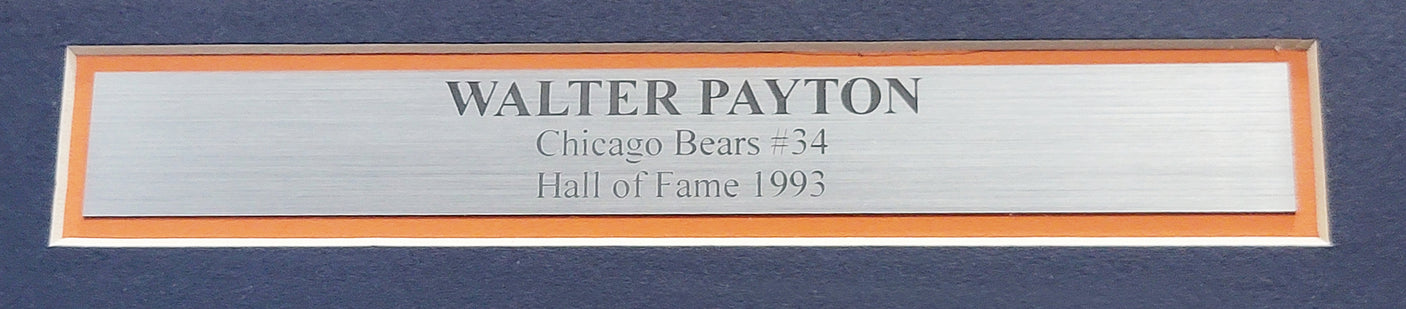 WALTER PAYTON
Chicago Bears #34
Hall of Fame 1993